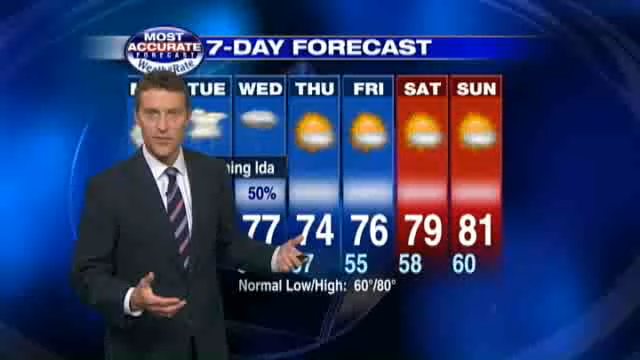 MOST
ACCURATE
FORECAST
WeatheRate
7-DAY FORECAST
TUE WED THU FRI SAT SUN
Ida
50%
77 74 76 79 81
55 58 60
Normal Low/High: 60°/80°